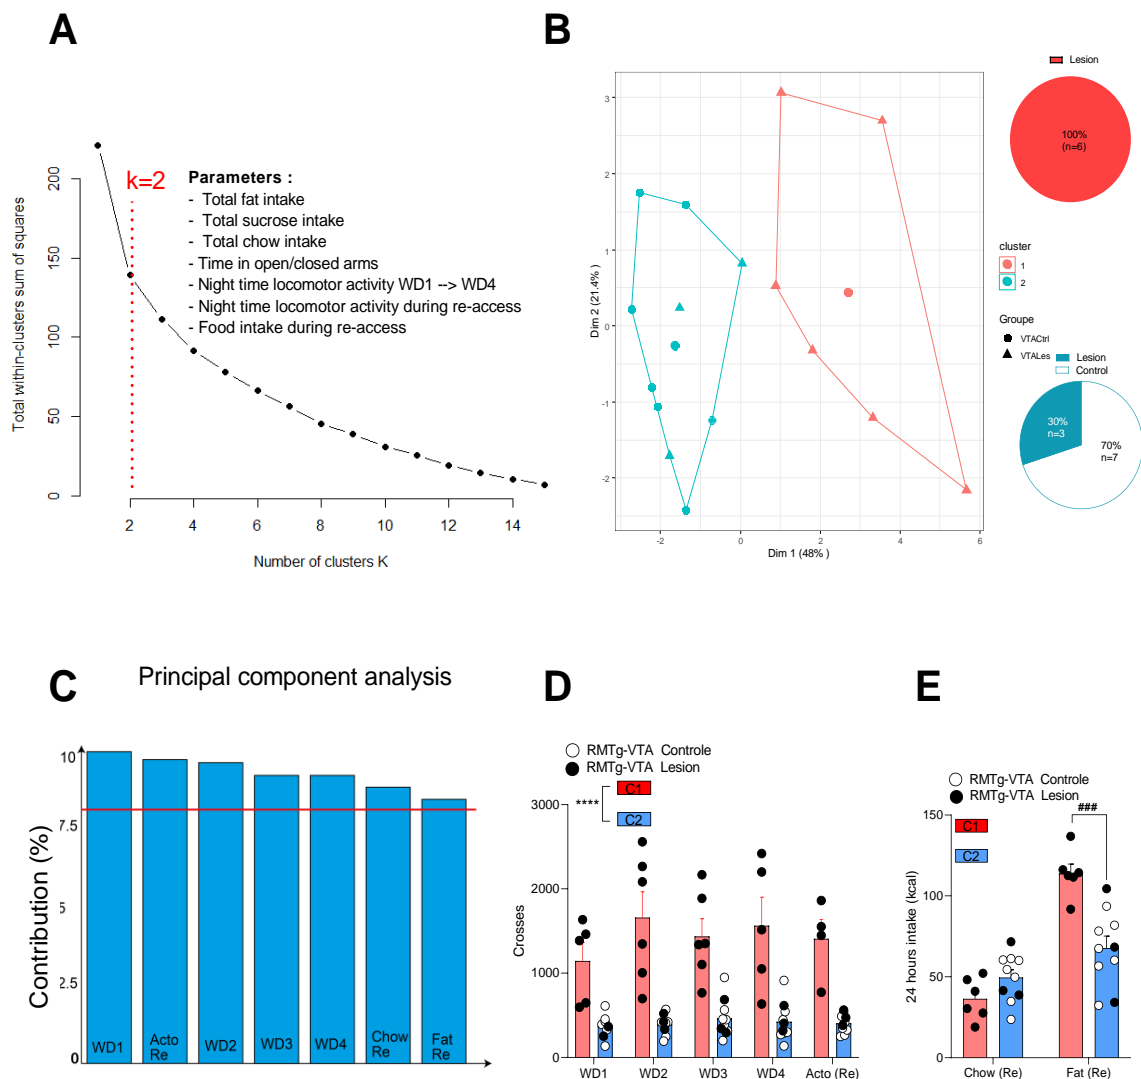 A
Total within-clusters sum of squares
0
50
100
150
200
k=2
Parameters :
- Total fat intake
- Total sucrose intake
- Total chow intake
- Time in open/closed arms
- Night time locomotor activity WD1 --> WD4
- Night time locomotor activity during re-access
- Food intake during re-access
2 4 6 8 10 12 14
Number of clusters K
B
Dim 2 (21.4%)
3
2
1
0
-1
-2
-2 0 2 4 6
Dim 1 (48%)
Lesion
100%
(n=6)
cluster
1
2
Groupe
VTACtrl
VTALes
Lesion
Control
30%
n=3
70%
n=7
C
Principal component analysis
Contribution (%)
10
7.5
5
2.5
0
WD1
Acto
Re
WD2
WD3
WD4
Chow
Re
Fat
Re
D
RMTg-VTA Controle
RMTg-VTA Lesion
****
C1
C2
Crosses
3000
2000
1000
0
WD1 WD2 WD3 WD4 Acto (Re)
E
RMTg-VTA Controle
RMTg-VTA Lesion
C1
C2
###
24 hours intake (kcal)
150
100
50
0
Chow (Re) Fat (Re)